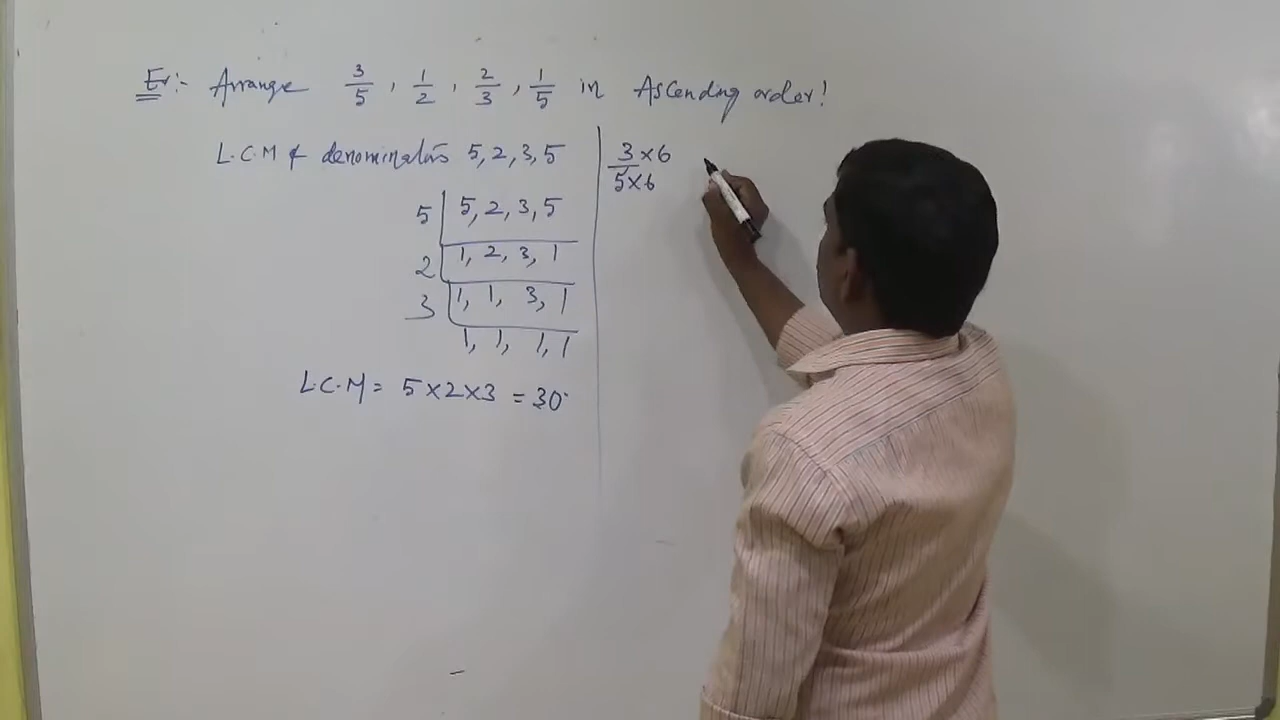 Ex:- Arrange 3/5, 1/2, 2/3, 1/5 in Ascending order!
L.C.M of denominators 5, 2, 3, 5
5 | 5, 2, 3, 5
2 | 1, 2, 3, 1
3 | 1, 1, 3, 1
1, 1, 1, 1
L.C.M = 5×2×3 = 30
3×6
5×6